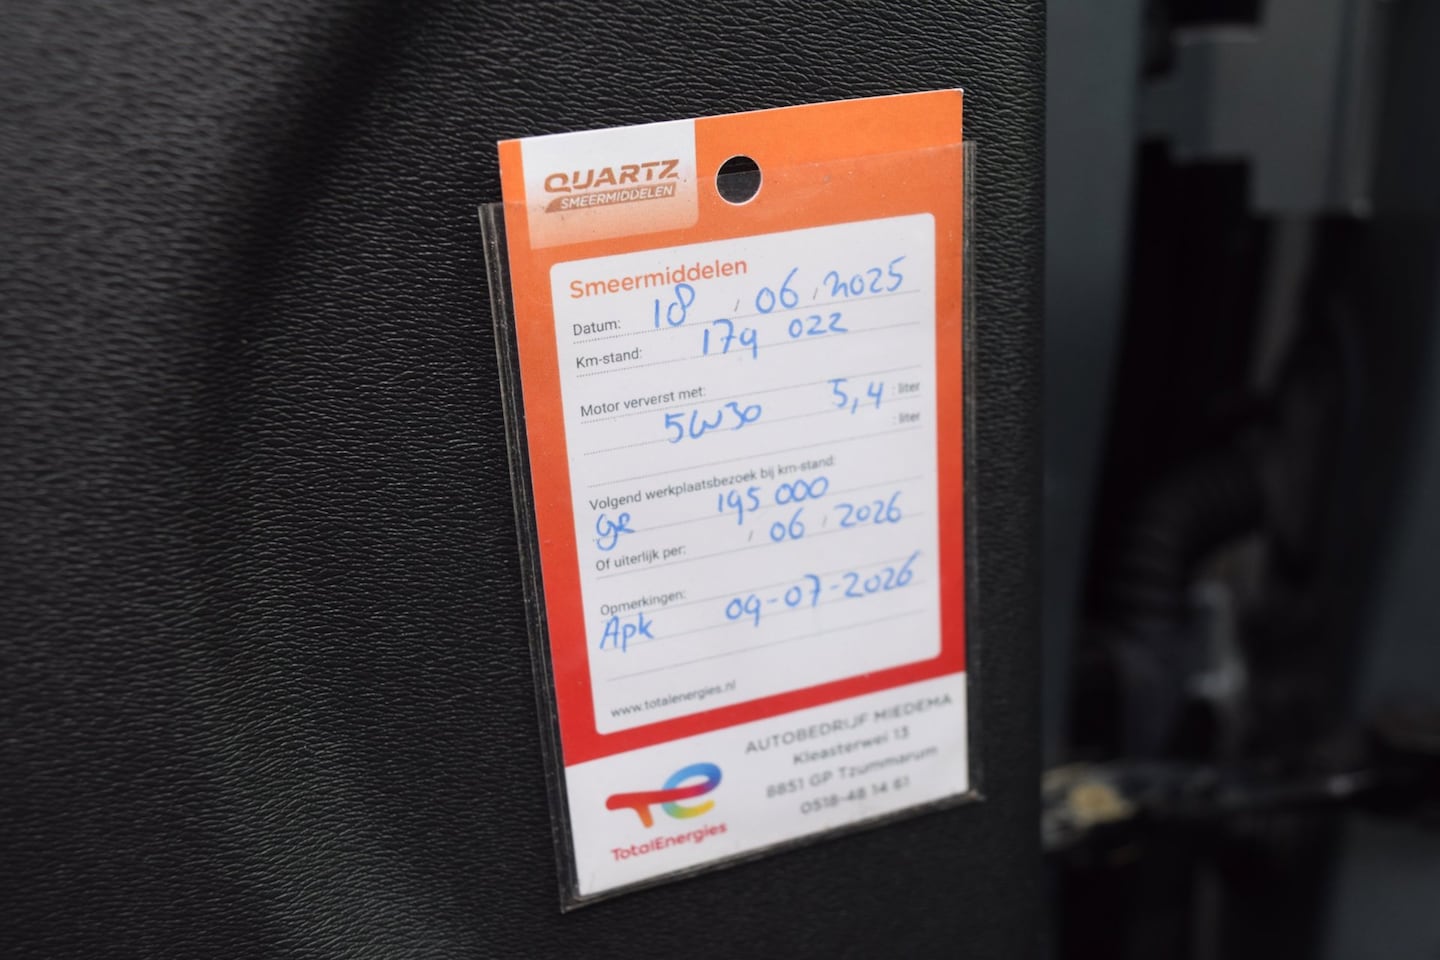 QUARTZ
SMEERMIDDELEN
Smeermiddelen
Datum: 18 / 06 / 2025
Km-stand: 179 022
Motor ververst met:
5W30 5,4 : liter
: liter
Volgend werkplaatsbezoek bij km-stand:
195 000
Of uiterlijk per: / 06 / 2026
Opmerkingen:
Apk 09-07-2026
www.totalenergies.nl
AUTOBEDRIJF MIEDEMA
Kleasterwei 13
8851 GP Tzummarum
0518-48 14 61
TotalEnergies